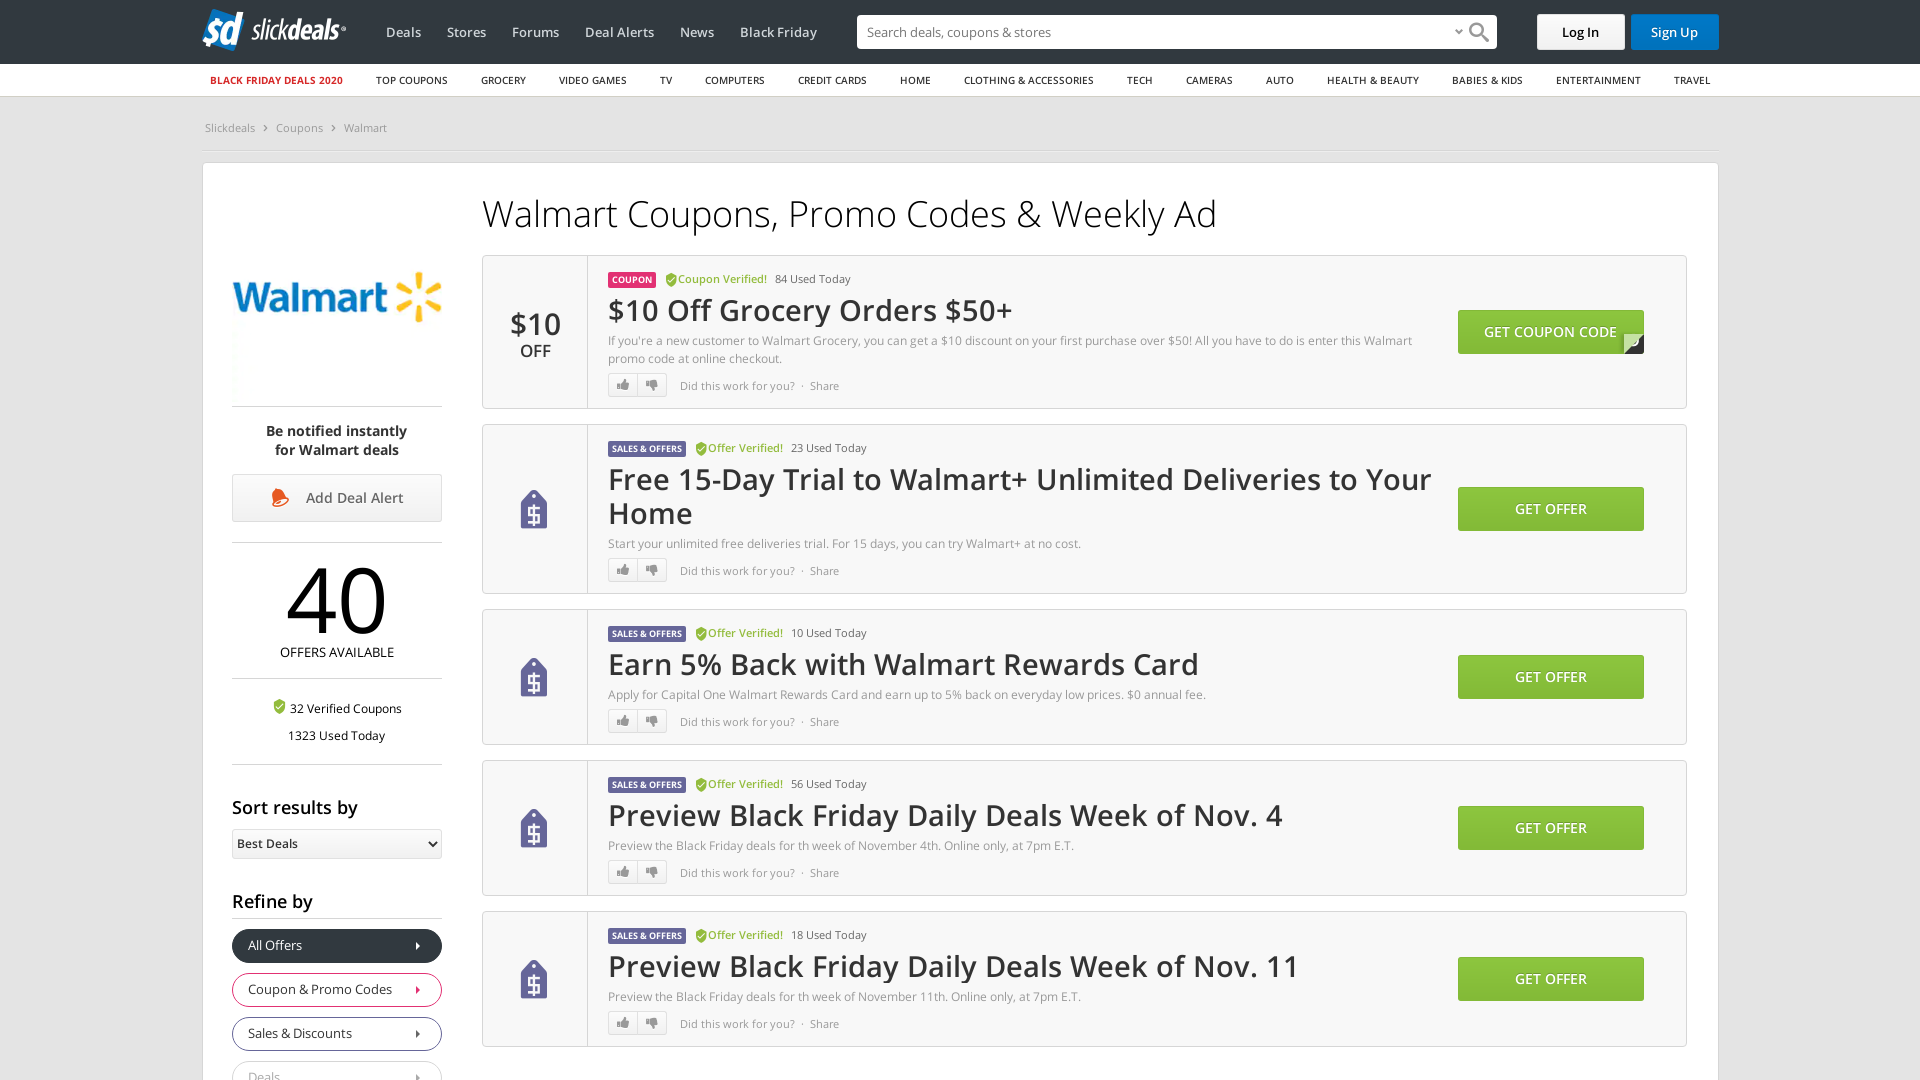 slickdeals
Deals
Stores
Forums
Deal Alerts
News
Black Friday
Search deals, coupons & stores
Log In
Sign Up
BLACK FRIDAY DEALS 2020
TOP COUPONS
GROCERY
VIDEO GAMES
TV
COMPUTERS
CREDIT CARDS
HOME
CLOTHING & ACCESSORIES
TECH
CAMERAS
AUTO
HEALTH & BEAUTY
BABIES & KIDS
ENTERTAINMENT
TRAVEL
Slickdeals > Coupons > Walmart
Walmart
Be notified instantly
for Walmart deals
Add Deal Alert
40
OFFERS AVAILABLE
32 Verified Coupons
1323 Used Today
Sort results by
Best Deals
Refine by
All Offers
Coupon & Promo Codes
Sales & Discounts
Deals
Walmart Coupons, Promo Codes & Weekly Ad
$10
OFF
COUPON Coupon Verified! 84 Used Today
$10 Off Grocery Orders $50+
If you're a new customer to Walmart Grocery, you can get a $10 discount on your first purchase over $50! All you have to do is enter this Walmart
promo code at online checkout.
Did this work for you? · Share
GET COUPON CODE
SALES & OFFERS Offer Verified! 23 Used Today
Free 15-Day Trial to Walmart+ Unlimited Deliveries to Your
Home
Start your unlimited free deliveries trial. For 15 days, you can try Walmart+ at no cost.
Did this work for you? · Share
GET OFFER
SALES & OFFERS Offer Verified! 10 Used Today
Earn 5% Back with Walmart Rewards Card
Apply for Capital One Walmart Rewards Card and earn up to 5% back on everyday low prices. $0 annual fee.
Did this work for you? · Share
GET OFFER
SALES & OFFERS Offer Verified! 56 Used Today
Preview Black Friday Daily Deals Week of Nov. 4
Preview the Black Friday deals for th week of November 4th. Online only, at 7pm E.T.
Did this work for you? · Share
GET OFFER
SALES & OFFERS Offer Verified! 18 Used Today
Preview Black Friday Daily Deals Week of Nov. 11
Preview the Black Friday deals for th week of November 11th. Online only, at 7pm E.T.
Did this work for you? · Share
GET OFFER